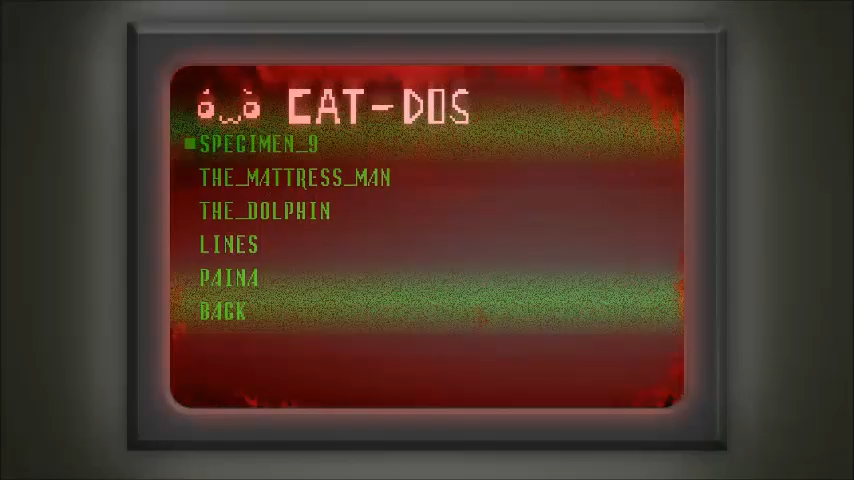 CAT-DOS
SPECIMEN_9
THE_MATTRESS_MAN
THE_DOLPHIN
LINES
PAINA
BACK